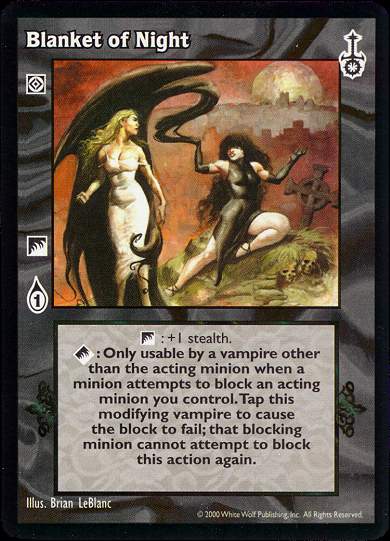 Blanket of Night
1
: +1 stealth.
: Only usable by a vampire other
than the acting minion when a
minion attempts to block an acting
minion you control. Tap this
modifying vampire to cause
the block to fail; that blocking
minion cannot attempt to block
this action again.
Illus. Brian LeBlanc
© 2000 White Wolf Publishing, Inc. All Rights Reserved.